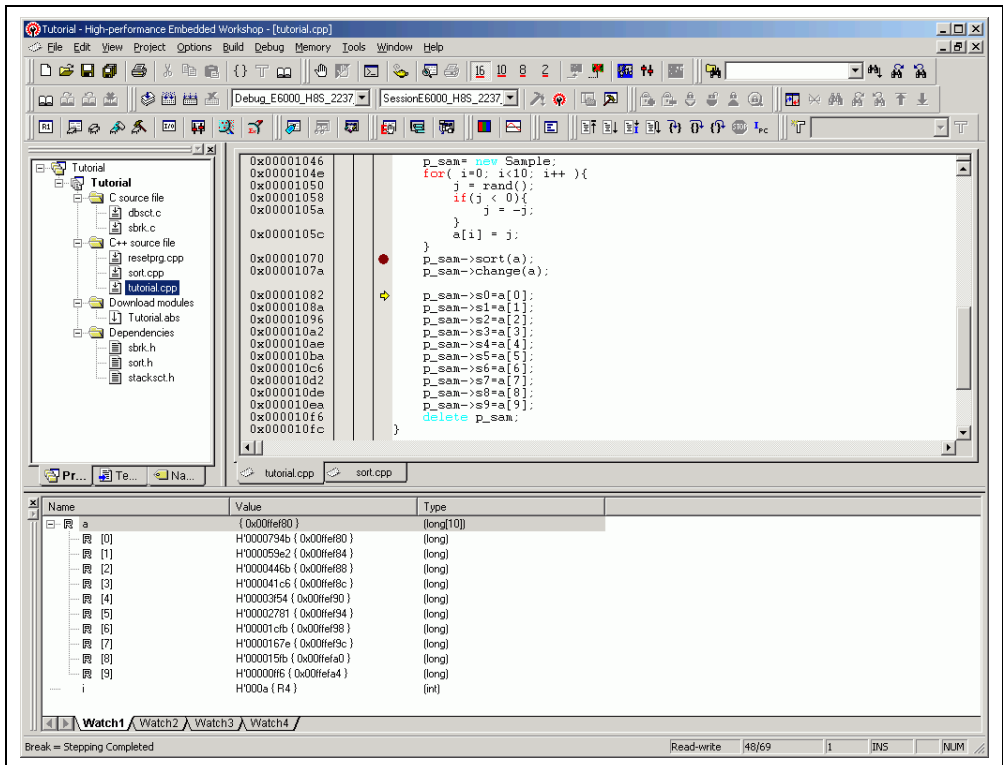 Tutorial - High-performance Embedded Workshop - [tutorial.cpp]
File Edit View Project Options Build Debug Memory Tools Window Help
16 10 8 2
Debug_E6000_H8S_2237_ SessionE6000_H8S_2237_
R1 I/O IPC
Tutorial
Tutorial
C source file
dbsct.c
sbrk.c
C++ source file
resetprg.cpp
sort.cpp
tutorial.cpp
Download modules
Tutorial.abs
Dependencies
sbrk.h
sort.h
stacksct.h
Pr... Te... Na...
0x00001046 p_sam= new Sample;
0x0000104e for( i=0; i<10; i++ ){
0x00001050 j = rand();
0x00001058 if(j < 0){
0x0000105a j = -j;
}
0x0000105c a[i] = j;
}
0x00001070 p_sam->sort(a);
0x0000107a p_sam->change(a);
0x00001082 p_sam->s0=a[0];
0x0000108a p_sam->s1=a[1];
0x00001096 p_sam->s2=a[2];
0x000010a2 p_sam->s3=a[3];
0x000010ae p_sam->s4=a[4];
0x000010ba p_sam->s5=a[5];
0x000010c6 p_sam->s6=a[6];
0x000010d2 p_sam->s7=a[7];
0x000010de p_sam->s8=a[8];
0x000010ea p_sam->s9=a[9];
0x000010f6 delete p_sam;
0x000010fc }
tutorial.cpp sort.cpp
Name Value Type
R a { 0x00ffef80 } (long[10])
R [0] H'0000794b { 0x00ffef80 } (long)
R [1] H'000059e2 { 0x00ffef84 } (long)
R [2] H'0000446b { 0x00ffef88 } (long)
R [3] H'000041c6 { 0x00ffef8c } (long)
R [4] H'00003f54 { 0x00ffef90 } (long)
R [5] H'00002781 { 0x00ffef94 } (long)
R [6] H'00001cfb { 0x00ffef98 } (long)
R [7] H'0000167e { 0x00ffef9c } (long)
R [8] H'000015fb { 0x00ffefa0 } (long)
R [9] H'00000ff6 { 0x00ffefa4 } (long)
i H'000a { R4 } (int)
Watch1 Watch2 Watch3 Watch4
Break = Stepping Completed Read-write 48/69 1 INS NUM